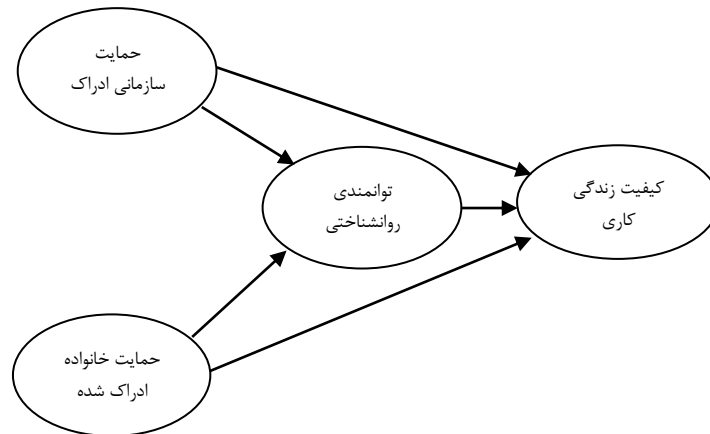 حمایت
سازمانی ادراک
توانمندی
روانشناختی
کیفیت زندگی
کاری
حمایت خانواده
ادراک شده